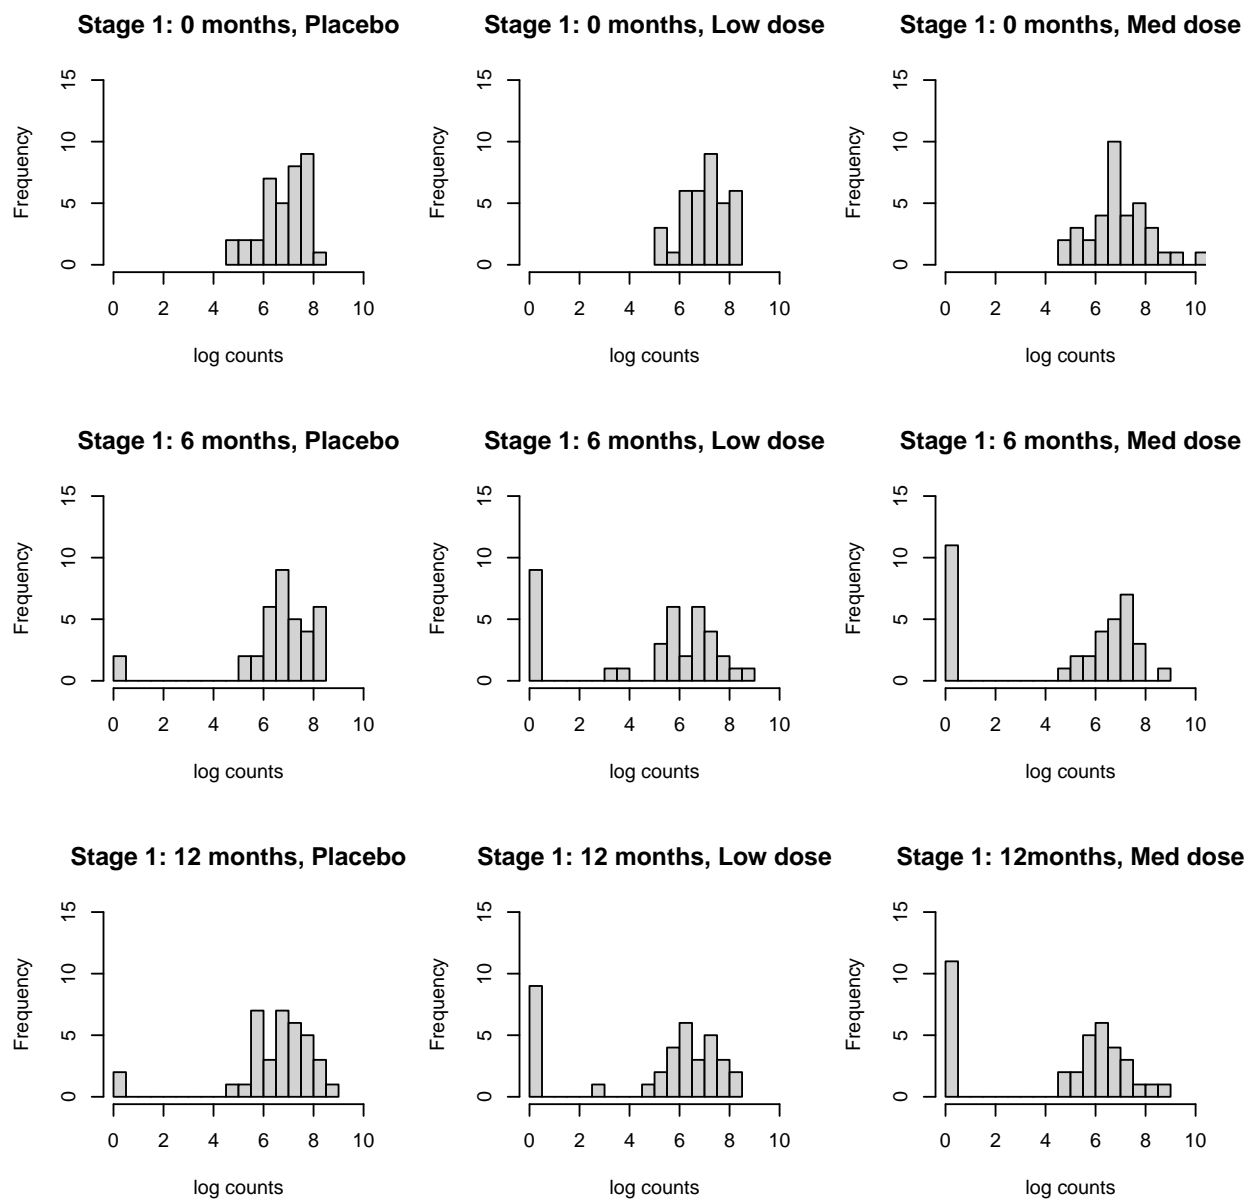 Stage 1: 0 months, Placebo
Frequency
15
10
5
0
0 2 4 6 8 10
log counts
Stage 1: 0 months, Low dose
Frequency
15
10
5
0
0 2 4 6 8 10
log counts
Stage 1: 0 months, Med dose
Frequency
15
10
5
0
0 2 4 6 8 10
log counts
Stage 1: 6 months, Placebo
Frequency
15
10
5
0
0 2 4 6 8 10
log counts
Stage 1: 6 months, Low dose
Frequency
15
10
5
0
0 2 4 6 8 10
log counts
Stage 1: 6 months, Med dose
Frequency
15
10
5
0
0 2 4 6 8 10
log counts
Stage 1: 12 months, Placebo
Frequency
15
10
5
0
0 2 4 6 8 10
log counts
Stage 1: 12 months, Low dose
Frequency
15
10
5
0
0 2 4 6 8 10
log counts
Stage 1: 12months, Med dose
Frequency
15
10
5
0
0 2 4 6 8 10
log counts